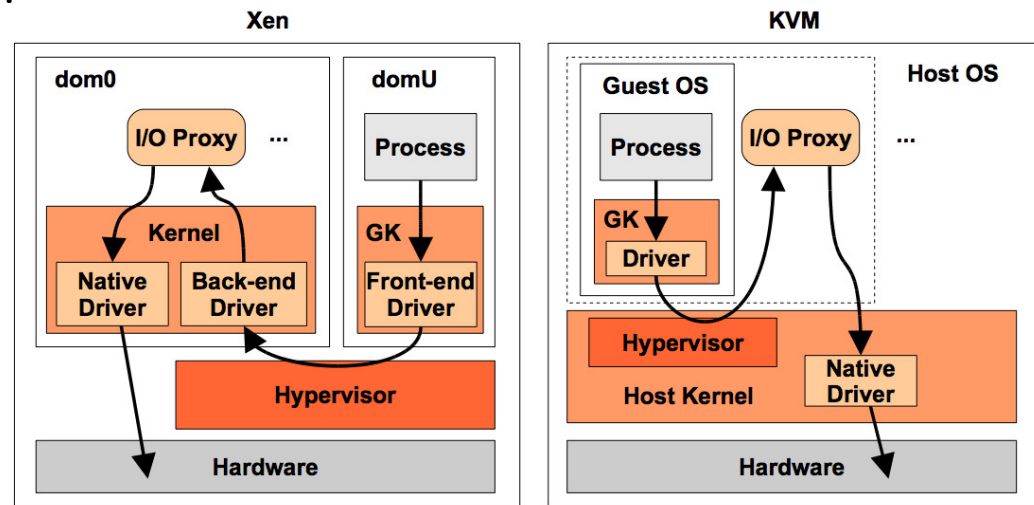 Xen
KVM
dom0
domU
I/O Proxy
...
Process
Kernel
GK
Native
Driver
Back-end
Driver
Front-end
Driver
Hypervisor
Hardware
Host OS
Guest OS
Process
I/O Proxy
...
GK
Driver
Hypervisor
Host Kernel
Native
Driver
Hardware